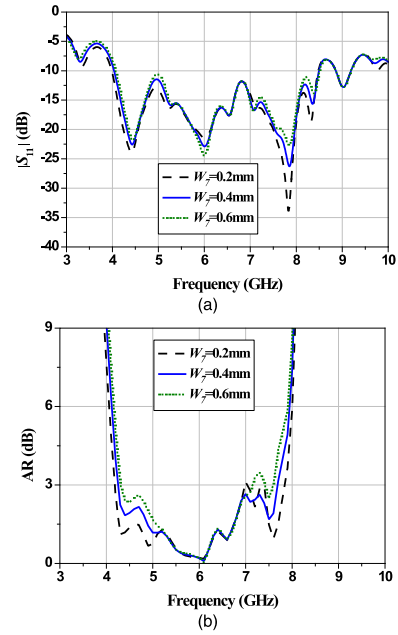 -5
-10
-15
-20
-25
-30
-35
-40
|S11| (dB)
W7=0.2mm
W7=0.4mm
W7=0.6mm
3 4 5 6 7 8 9 10
Frequency (GHz)
(a)
9
6
3
0
AR (dB)
W7=0.2mm
W7=0.4mm
W7=0.6mm
3 4 5 6 7 8 9 10
Frequency (GHz)
(b)